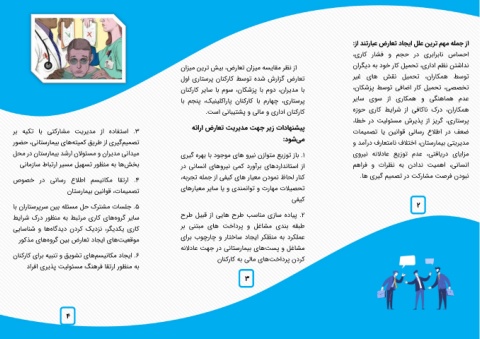 از جمله مهم ترین علل ایجاد تعارض عبارتند از:
احساس نابرابری در حجم و فشار کاری،
نداشتن نظم اداری، تحمیل کار خود به دیگران
توسط همکاران، تحمیل نقش های غیر
تخصصی، تحمیل کار اضافی توسط پزشکان،
عدم هماهنگی و همکاری از سوی سایر
همکاران، درک ناکافی از شرایط کاری حوزه
پرستاری، گریز از پذیرش مسئولیت در خطا،
ضعف در اطلاع رسانی قوانین یا تصمیمات
مدیریتی بیمارستان، اختلاف نامتعارف درآمد و
مزایای دریافتی، عدم توزیع عادلانه نیروی
انسانی، اهمیت ندادن به نظرات و فراهم
نبودن فرصت مشارکت در تصمیم گیری ها.
۲
از نظر مقایسه میزان تعارض، بیش ترین میزان
تعارض گزارش شده توسط کارکنان پرستاری اول
با مدیران، دوم با پزشکان، سوم با سایر کارکنان
پرستاری، چهارم با کارکنان پاراکلینیک، پنجم با
کارکنان اداری و مالی و پشتیبانی است.
پیشنهادات زیر جهت مدیریت تعارض ارائه
می‌شود:
۱. باز توزیع متوازن نیرو های موجود با بهره گیری
از استانداردهای برآورد کمی نیروهای انسانی در
کنار لحاظ نمودن معیار های کیفی از جمله تجربه،
تحصیلات مهارت و توانمندی و یا سایر معیارهای
کیفی
۲. پیاده سازی مناسب طرح هایی از قبیل طرح
طبقه بندی مشاغل و پرداخت های مبتنی بر
عملکرد به منظور ایجاد ساختار و چارچوب برای
مشاغل و پست‌های بیمارستانی در جهت عادلانه
کردن پرداخت‌های مالی به کارکنان
۳
۳. استفاده از مدیریت مشارکتی با تکیه بر
تصمیم‌گیری از طریق کمیته‌های بیمارستانی، حضور
میدانی مدیران و مسئولان ارشد بیمارستان در محل
بخش‌ها به منظور تسهیل مسیر ارتباط سازمانی
۴. ارتقا مکانیسم اطلاع رسانی در خصوص
تصمیمات، قوانین بیمارستان
۵. جلسات مشترک حل مسئله بین سرپرستاران با
سایر گروه‌های کاری مرتبط به منظور درک شرایط
کاری یکدیگر، نزدیک کردن دیدگاه‌ها و شناسایی
موقعیت‌های ایجاد تعارض بین گروه‌های مذکور
۶. ایجاد مکانیسم‌های تشویق و تنبیه برای کارکنان
به منظور ارتقا فرهنگ مسئولیت پذیری افراد
۴